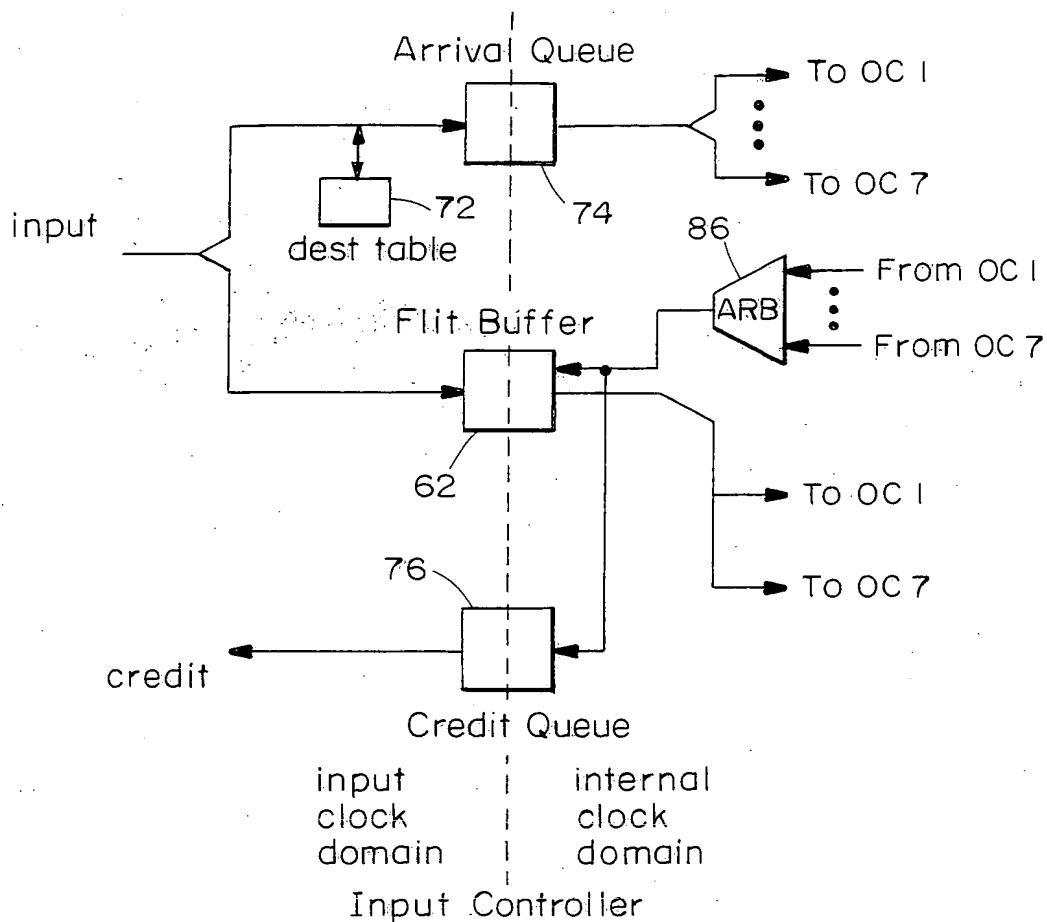 Arrival Queue
To OC 1
To OC 7
72
74
input
dest table
86
From OC 1
ARB
Flit Buffer
From OC 7
62
To OC 1
76
To OC 7
credit
Credit Queue
input clock domain
internal clock domain
Input Controller